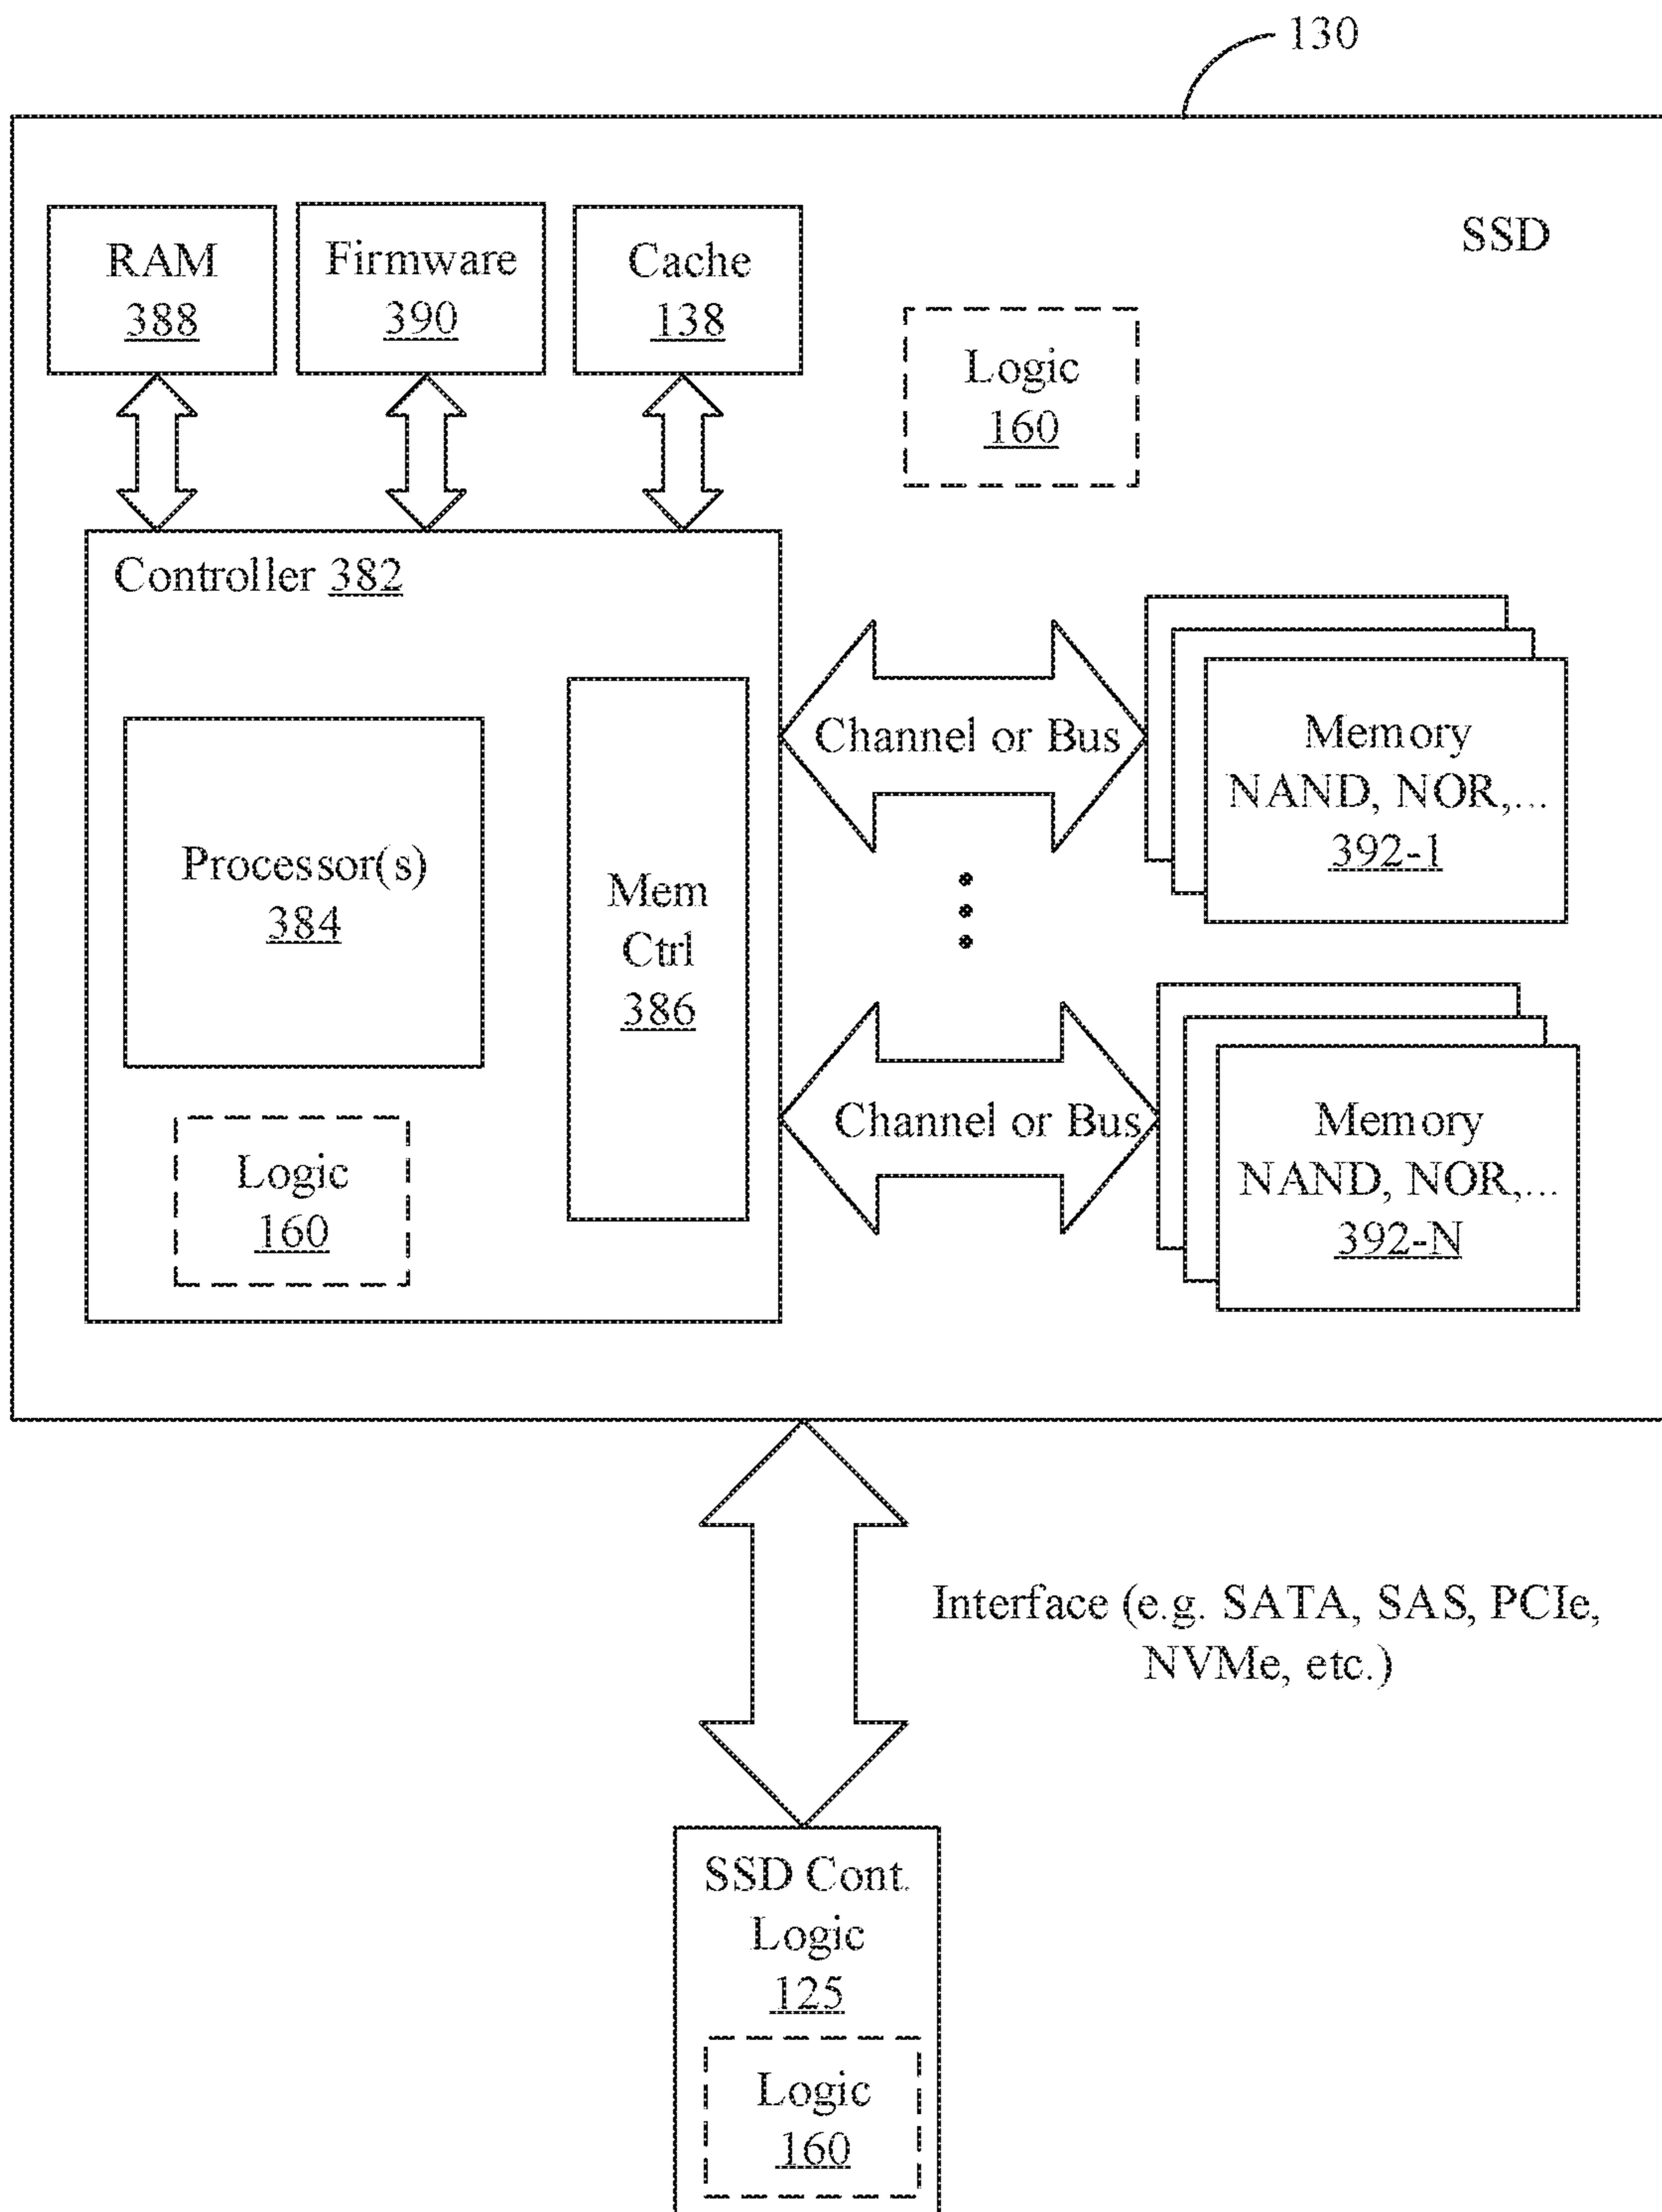 130
SSD
RAM
388
Firmware
390
Cache
138
Logic
160
Controller 382
Processor(s)
384
Mem
Ctrl
386
Logic
160
Channel or Bus
Memory
NAND, NOR,...
392-1
Channel or Bus
Memory
NAND, NOR,...
392-N
Interface (e.g. SATA, SAS, PCIe,
NVMe, etc.)
SSD Cont.
Logic
125
Logic
160